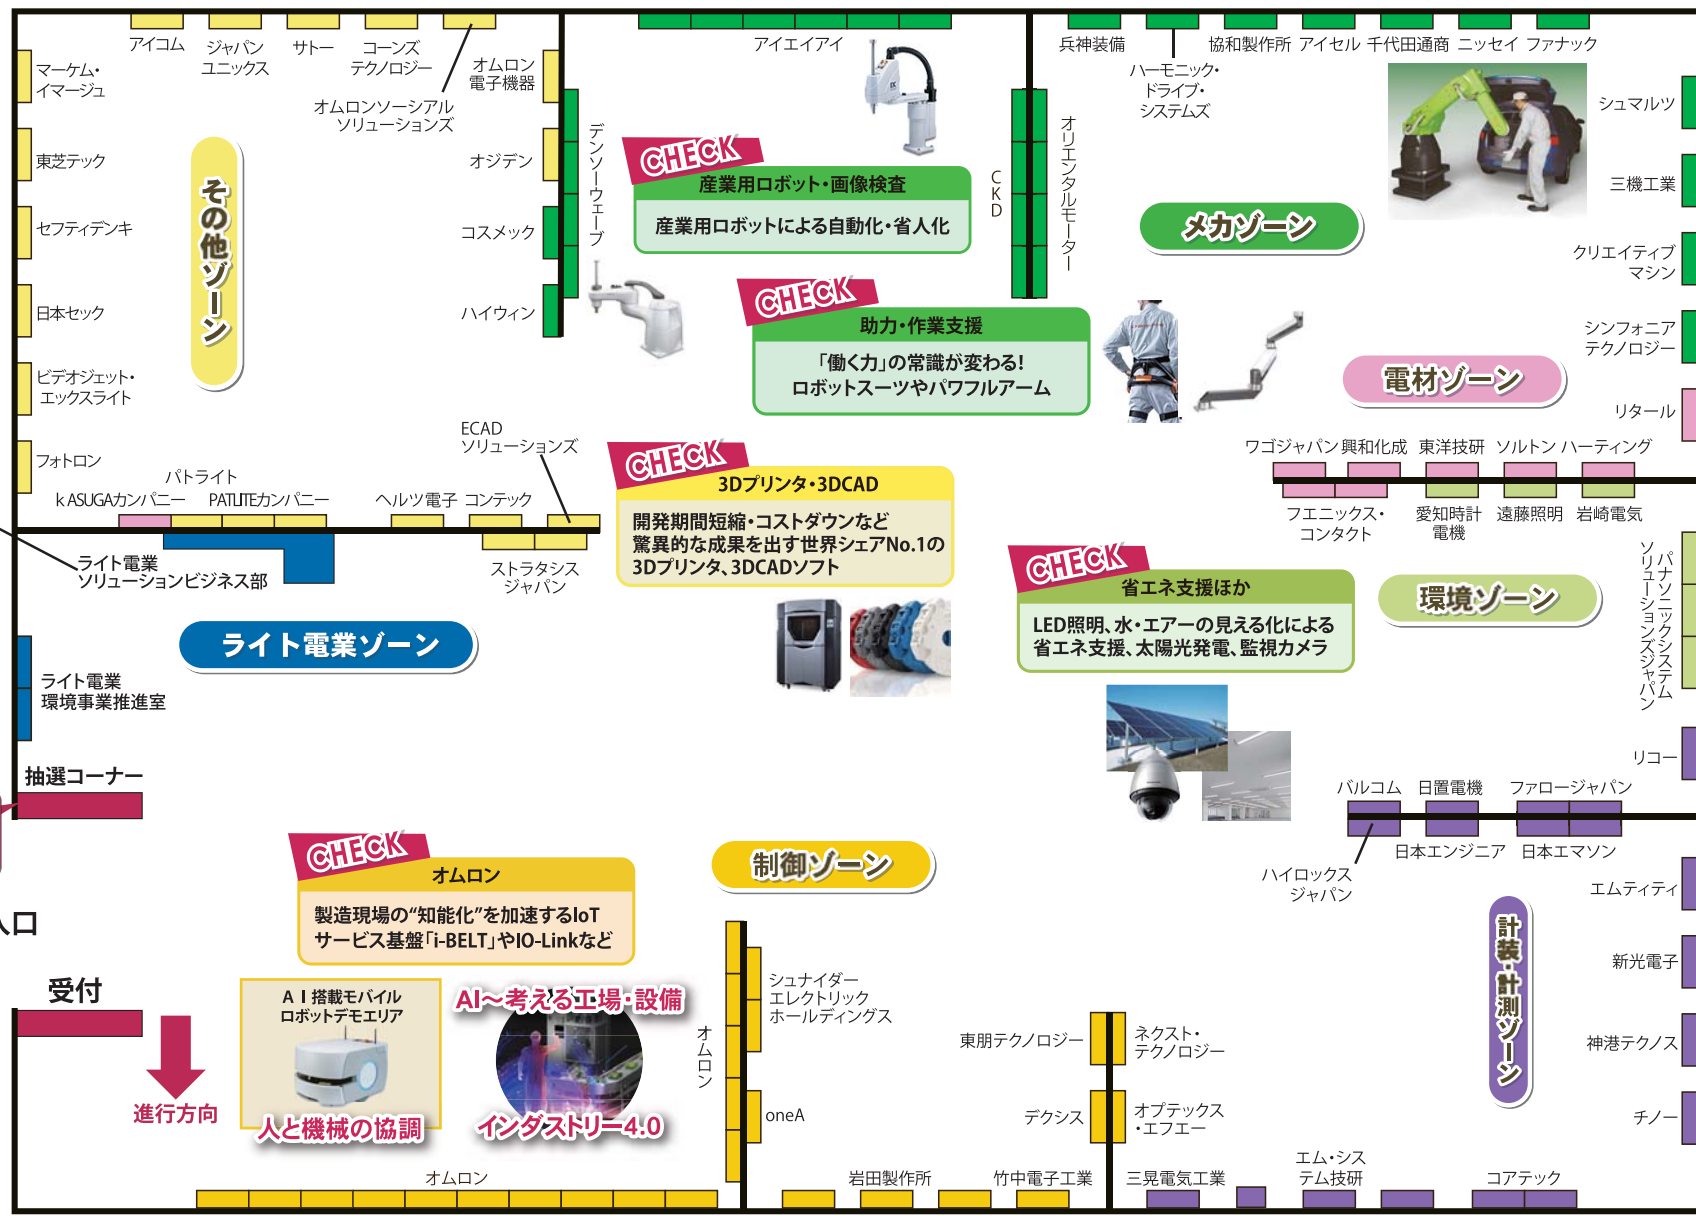 アイコム
ジャパン
ユニックス
サトー
コーンズ
テクノロジー
オムロンソーシアル
ソリューションズ
オムロン
電子機器
マーケム・
イマージュ
東芝テック
セフティデンキ
日本セック
ビデオジェット・
エックスライト
フォトロン
その他ゾーン
オジデン
コスメック
ハイウィン
デンソーウェーブ
アイエイアイ
CHECK
産業用ロボット・画像検査
産業用ロボットによる自動化・省人化
CKD
オリエンタルモーター
CHECK
助力・作業支援
「働く力」の常識が変わる!
ロボットスーツやパワフルアーム
兵神装備
ハーモニック・
ドライブ・
システムズ
協和製作所
アイセル
千代田通商
ニッセイ
ファナック
シュマルツ
三機工業
クリエイティブ
マシン
シンフォニア
テクノロジー
メカゾーン
電材ゾーン
リタール
ワゴジャパン
興和化成
東洋技研
ソルトン
ハーティング
フエニックス・
コンタクト
愛知時計
電機
遠藤照明
岩崎電気
パトライト
kASUGAカンパニー
PATLITEカンパニー
ヘルツ電子
コンテック
ECAD
ソリューションズ
ストラタシス
ジャパン
CHECK
3Dプリンタ・3DCAD
開発期間短縮・コストダウンなど
驚異的な成果を出す世界シェアNo.1の
3Dプリンタ、3DCADソフト
ライト電業
ソリューションビジネス部
ライト電業ゾーン
ライト電業
環境事業推進室
CHECK
省エネ支援ほか
LED照明、水・エアーの見える化による
省エネ支援、太陽光発電、監視カメラ
環境ゾーン
パナソニックシステム
ソリューションズジャパン
リコー
抽選コーナー
バルコム
日置電機
ファロージャパン
ハイロックス
ジャパン
日本エンジニア
日本エマソン
エムティティ
新光電子
神港テクノス
チノー
計装・計測ゾーン
入口
受付
進行方向
CHECK
オムロン
製造現場の“知能化”を加速するIoT
サービス基盤「i-BELT」やIO-Linkなど
AI搭載モバイル
ロボットデモエリア
人と機械の協調
AI～考える工場・設備
インダストリー4.0
制御ゾーン
オムロン
シュナイダー
エレクトリック
ホールディングス
oneA
東朋テクノロジー
デクシス
ネクスト・
テクノロジー
オプテックス
・エフエー
オムロン
岩田製作所
竹中電子工業
三晃電気工業
エム・シス
テム技研
コアテック